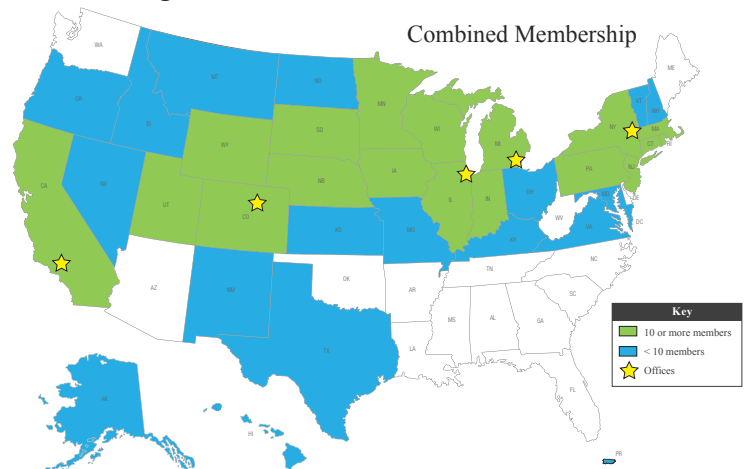 Combined Membership
WA
ME
MT
ND
VT
NH
OR
MN
ID
SD
WI
NY
MA
WY
MI
CT
RI
IA
PA
NJ
NE
NV
OH
CA
UT
IL
IN
DE
CO
WV
DC
KS
MO
VA
KY
NC
TN
AZ
OK
NM
AR
SC
MS
AL
GA
TX
LA
FL
AK
HI
PR
Key
10 or more members
< 10 members
Offices